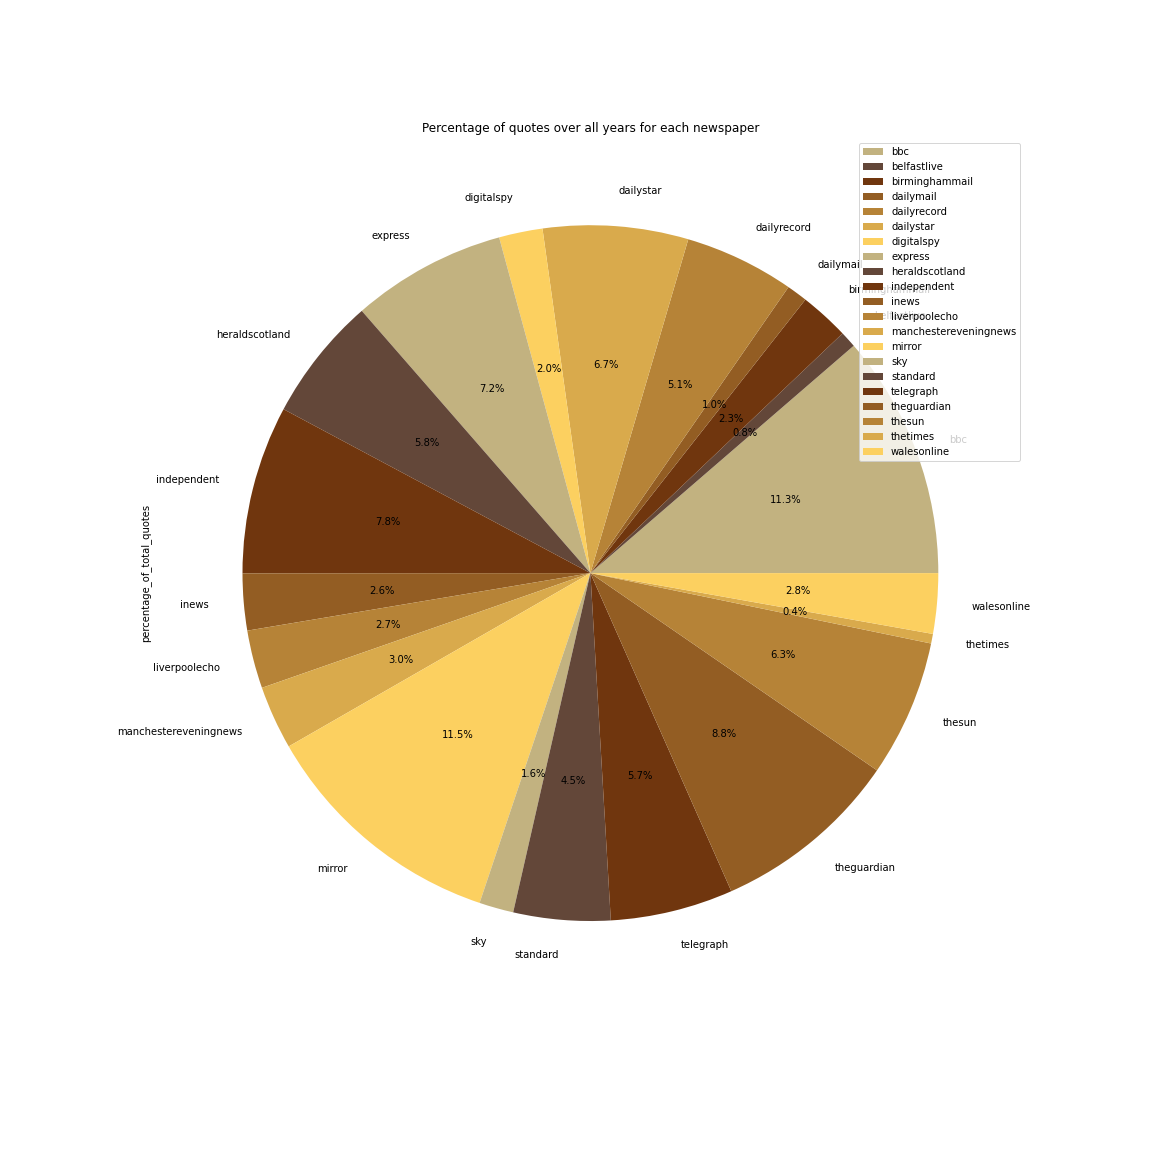 Percentage of quotes over all years for each newspaper
bbc
belfastlive
birminghammail
dailymail
dailyrecord
dailystar
digitalspy
express
heraldscotland
independent
inews
liverpoolecho
manchestereveningnews
mirror
sky
standard
telegraph
theguardian
thesun
thetimes
walesonline
dailystar
digitalspy
dailyrecord
express
dailymail
birminghammail
belfastlive
heraldscotland
bbc
independent
inews
liverpoolecho
manchestereveningnews
mirror
sky
standard
telegraph
theguardian
thesun
thetimes
walesonline
percentage_of_total_quotes
6.7%
2.0%
5.1%
7.2%
1.0%
2.3%
0.8%
5.8%
11.3%
7.8%
2.6%
2.8%
0.4%
2.7%
6.3%
3.0%
11.5%
8.8%
1.6%
4.5%
5.7%